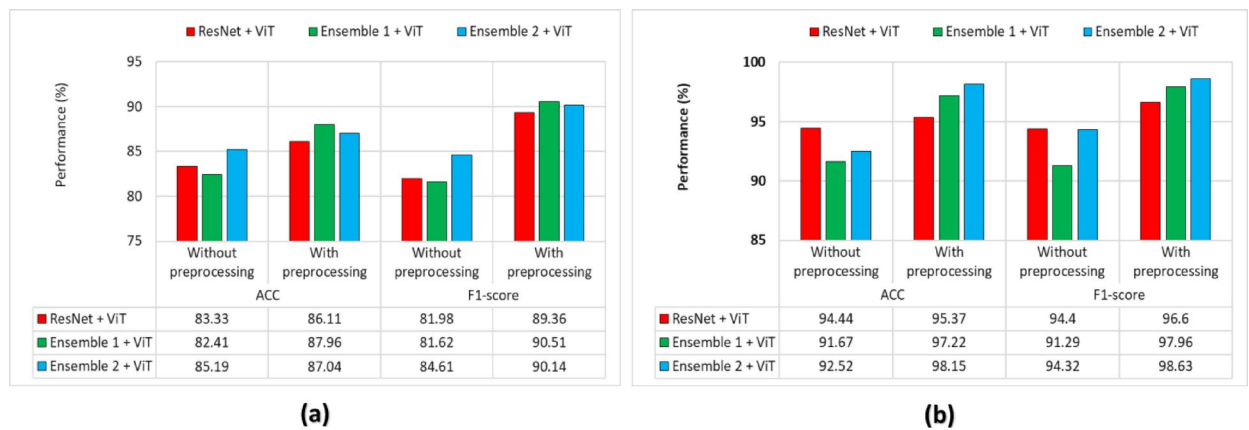 ResNet + ViT Ensemble 1 + ViT Ensemble 2 + ViT
95
90
85
80
75
Performance (%)
Without preprocessing With preprocessing Without preprocessing With preprocessing
ACC F1-score
ResNet + ViT 83.33 86.11 81.98 89.36
Ensemble 1 + ViT 82.41 87.96 81.62 90.51
Ensemble 2 + ViT 85.19 87.04 84.61 90.14
(a)
ResNet + ViT Ensemble 1 + ViT Ensemble 2 + ViT
100
95
90
85
Performance (%)
Without preprocessing With preprocessing Without preprocessing With preprocessing
ACC F1-score
ResNet + ViT 94.44 95.37 94.4 96.6
Ensemble 1 + ViT 91.67 97.22 91.29 97.96
Ensemble 2 + ViT 92.52 98.15 94.32 98.63
(b)